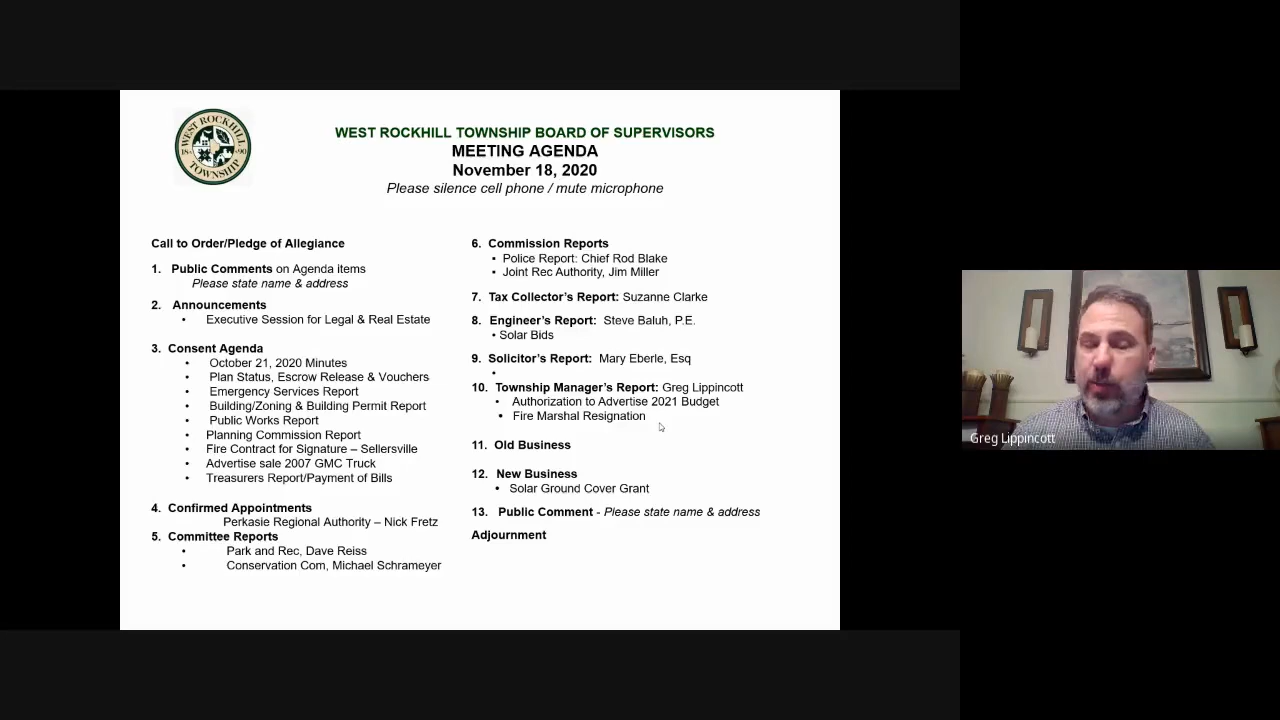 WEST ROCKHILL
18 90
TOWNSHIP
WEST ROCKHILL TOWNSHIP BOARD OF SUPERVISORS
MEETING AGENDA
November 18, 2020
Please silence cell phone / mute microphone
Call to Order/Pledge of Allegiance
1. Public Comments on Agenda items
Please state name & address
2. Announcements
• Executive Session for Legal & Real Estate
3. Consent Agenda
• October 21, 2020 Minutes
• Plan Status, Escrow Release & Vouchers
• Emergency Services Report
• Building/Zoning & Building Permit Report
• Public Works Report
• Planning Commission Report
• Fire Contract for Signature – Sellersville
• Advertise sale 2007 GMC Truck
• Treasurers Report/Payment of Bills
4. Confirmed Appointments
Perkasie Regional Authority – Nick Fretz
5. Committee Reports
• Park and Rec, Dave Reiss
• Conservation Com, Michael Schrameyer
6. Commission Reports
• Police Report: Chief Rod Blake
• Joint Rec Authority, Jim Miller
7. Tax Collector's Report: Suzanne Clarke
8. Engineer's Report: Steve Baluh, P.E.
• Solar Bids
9. Solicitor's Report: Mary Eberle, Esq
•
10. Township Manager's Report: Greg Lippincott
• Authorization to Advertise 2021 Budget
• Fire Marshal Resignation
11. Old Business
12. New Business
• Solar Ground Cover Grant
13. Public Comment - Please state name & address
Adjournment
Greg Lippincott